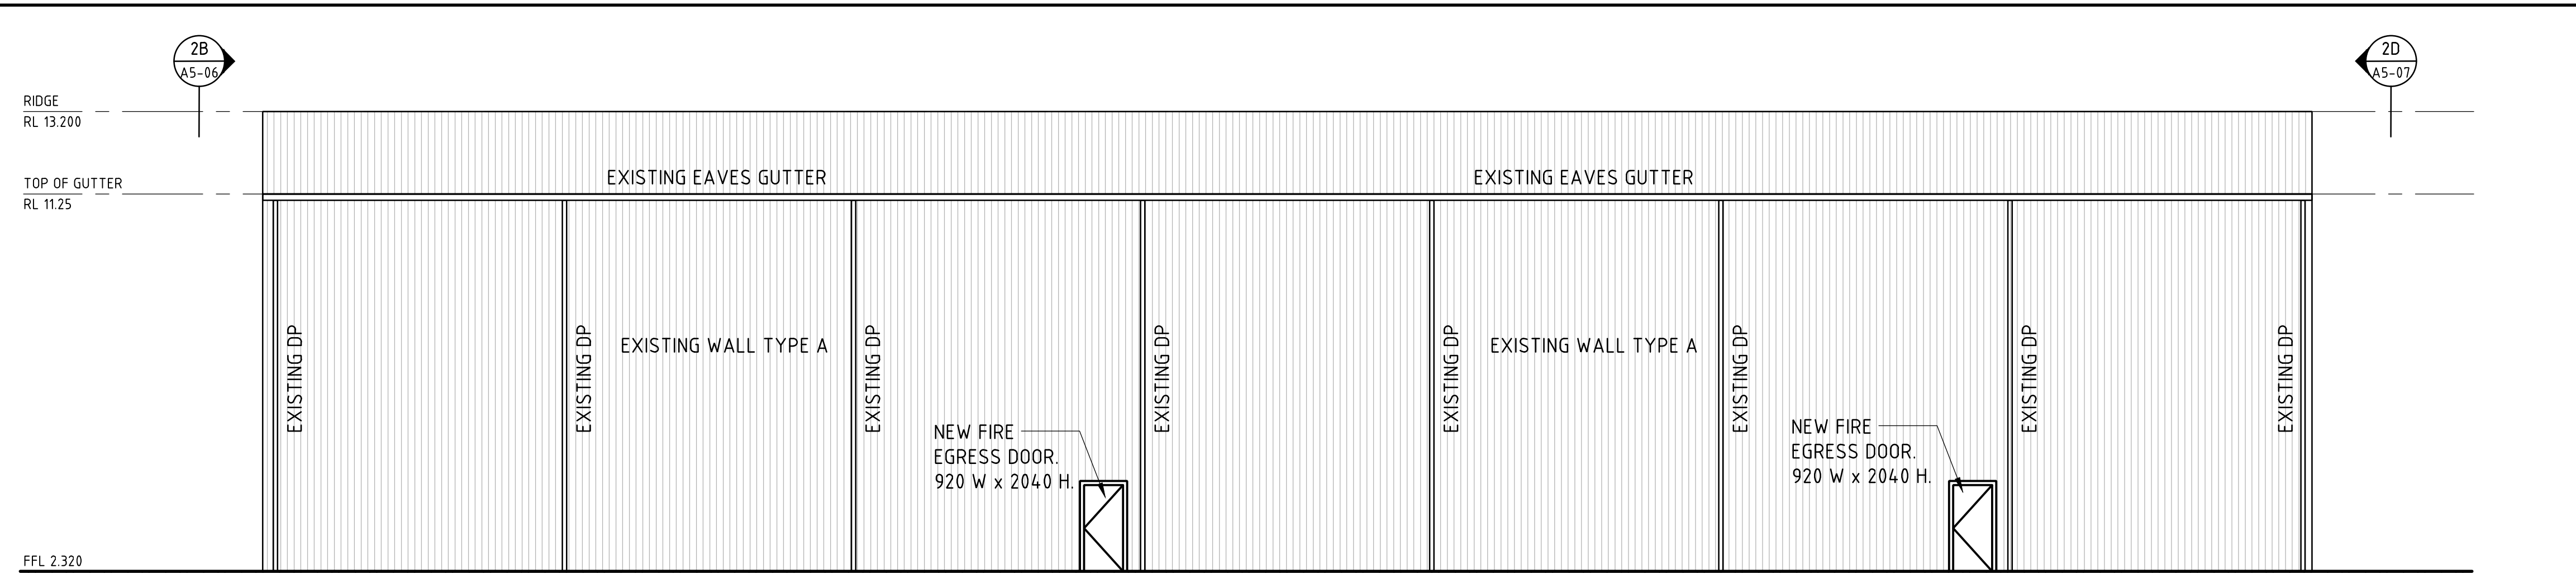 2B
A5-06
2D
A5-07
RIDGE
RL 13.200
TOP OF GUTTER
RL 11.25
EXISTING EAVES GUTTER
EXISTING EAVES GUTTER
EXISTING DP
EXISTING DP
EXISTING WALL TYPE A
EXISTING DP
EXISTING DP
EXISTING DP
EXISTING WALL TYPE A
EXISTING DP
EXISTING DP
EXISTING DP
NEW FIRE
EGRESS DOOR.
920 W x 2040 H.
NEW FIRE
EGRESS DOOR.
920 W x 2040 H.
FFL 2.320